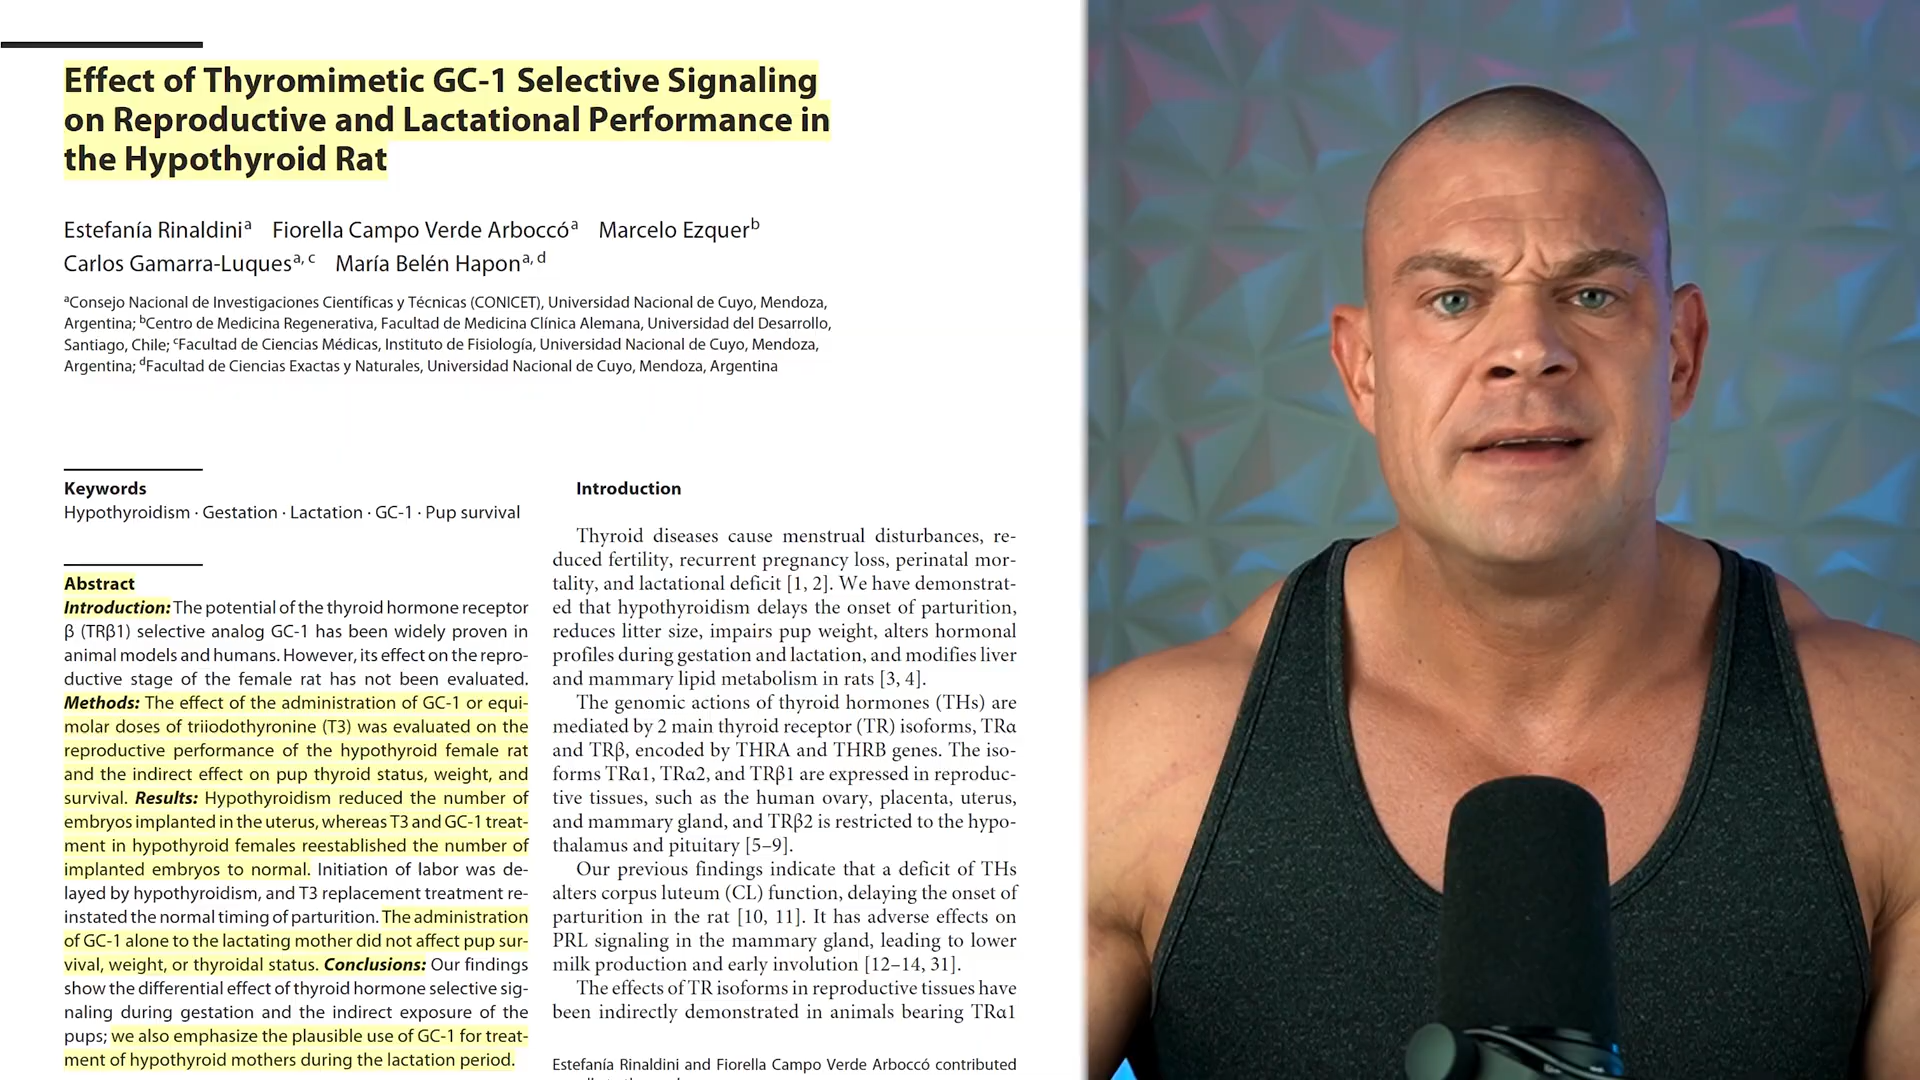 Effect of Thyromimetic GC-1 Selective Signaling
on Reproductive and Lactational Performance in
the Hypothyroid Rat
Estefanía Rinaldiniᵃ Fiorella Campo Verde Arboccóᵃ Marcelo Ezquerᵇ
Carlos Gamarra-Luquesᵃ, ᶜ María Belén Haponᵃ, ᵈ
ᵃConsejo Nacional de Investigaciones Científicas y Técnicas (CONICET), Universidad Nacional de Cuyo, Mendoza,
Argentina; ᵇCentro de Medicina Regenerativa, Facultad de Medicina Clínica Alemana, Universidad del Desarrollo,
Santiago, Chile; ᶜFacultad de Ciencias Médicas, Instituto de Fisiología, Universidad Nacional de Cuyo, Mendoza,
Argentina; ᵈFacultad de Ciencias Exactas y Naturales, Universidad Nacional de Cuyo, Mendoza, Argentina
Keywords
Hypothyroidism · Gestation · Lactation · GC-1 · Pup survival
Abstract
Introduction: The potential of the thyroid hormone receptor
β (TRβ1) selective analog GC-1 has been widely proven in
animal models and humans. However, its effect on the repro-
ductive stage of the female rat has not been evaluated.
Methods: The effect of the administration of GC-1 or equi-
molar doses of triiodothyronine (T3) was evaluated on the
reproductive performance of the hypothyroid female rat
and the indirect effect on pup thyroid status, weight, and
survival. Results: Hypothyroidism reduced the number of
embryos implanted in the uterus, whereas T3 and GC-1 treat-
ment in hypothyroid females reestablished the number of
implanted embryos to normal. Initiation of labor was de-
layed by hypothyroidism, and T3 replacement treatment re-
instated the normal timing of parturition. The administration
of GC-1 alone to the lactating mother did not affect pup sur-
vival, weight, or thyroidal status. Conclusions: Our findings
show the differential effect of thyroid hormone selective sig-
naling during gestation and the indirect exposure of the
pups; we also emphasize the plausible use of GC-1 for treat-
ment of hypothyroid mothers during the lactation period.
Introduction
Thyroid diseases cause menstrual disturbances, re-
duced fertility, recurrent pregnancy loss, perinatal mor-
tality, and lactational deficit [1, 2]. We have demonstrat-
ed that hypothyroidism delays the onset of parturition,
reduces litter size, impairs pup weight, alters hormonal
profiles during gestation and lactation, and modifies liver
and mammary lipid metabolism in rats [3, 4].
The genomic actions of thyroid hormones (THs) are
mediated by 2 main thyroid receptor (TR) isoforms, TRα
and TRβ, encoded by THRA and THRB genes. The iso-
forms TRα1, TRα2, and TRβ1 are expressed in reproduc-
tive tissues, such as the human ovary, placenta, uterus,
and mammary gland, and TRβ2 is restricted to the hypo-
thalamus and pituitary [5–9].
Our previous findings indicate that a deficit of THs
alters corpus luteum (CL) function, delaying the onset of
parturition in the rat [10, 11]. It has adverse effects on
PRL signaling in the mammary gland, leading to lower
milk production and early involution [12–14, 31].
The effects of TR isoforms in reproductive tissues have
been indirectly demonstrated in animals bearing TRα1
Estefanía Rinaldini and Fiorella Campo Verde Arboccó contributed